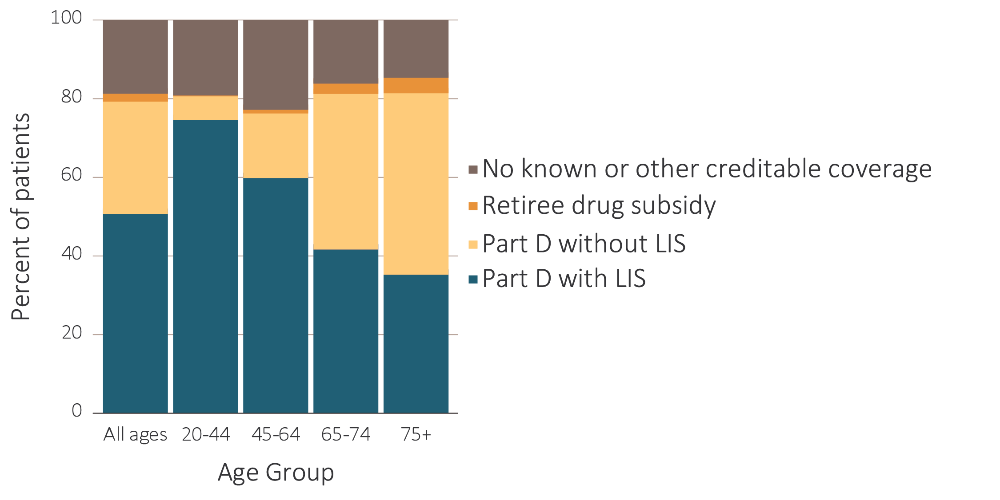 Percent of patients
100
80
60
40
20
0
All ages 20-44 45-64 65-74 75+
Age Group
No known or other creditable coverage
Retiree drug subsidy
Part D without LIS
Part D with LIS